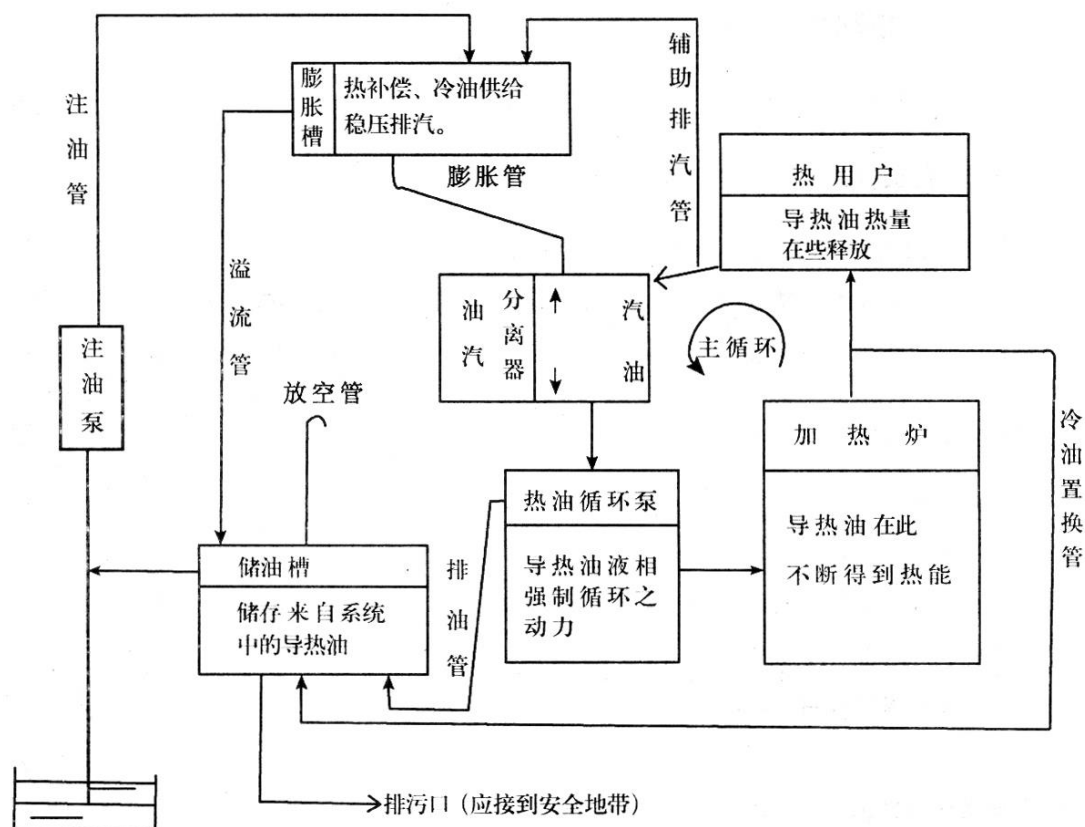 注油管
膨胀槽
热补偿、冷油供给
稳压排汽。
膨胀管
辅助排汽管
热用户
导热油热量
在些释放
溢流管
油汽
分离器
汽
油
主循环
注油泵
放空管
加热炉
导热油在此
不断得到热能
冷油置换管
热油循环泵
导热油液相
强制循环之
动力
储油槽
储存来自系统
中的导热油
排油管
排污口（应接到安全地带）